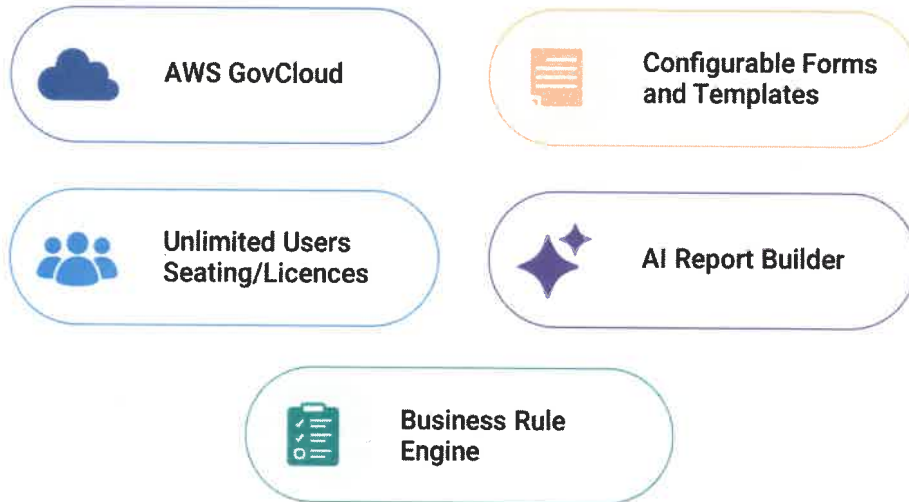 AWS GovCloud
Configurable Forms
and Templates
Unlimited Users
Seating/Licences
AI Report Builder
Business Rule
Engine